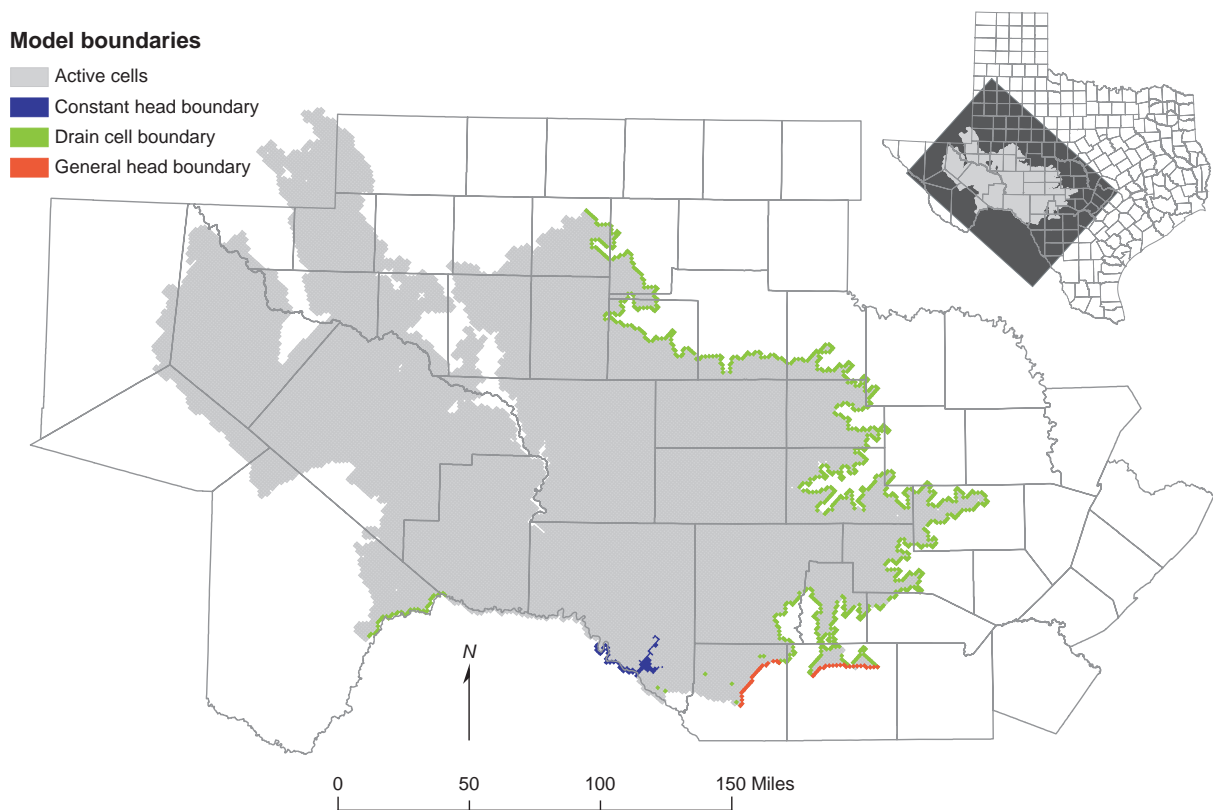 Model boundaries
Active cells
Constant head boundary
Drain cell boundary
General head boundary
N
0 50 100 150 Miles